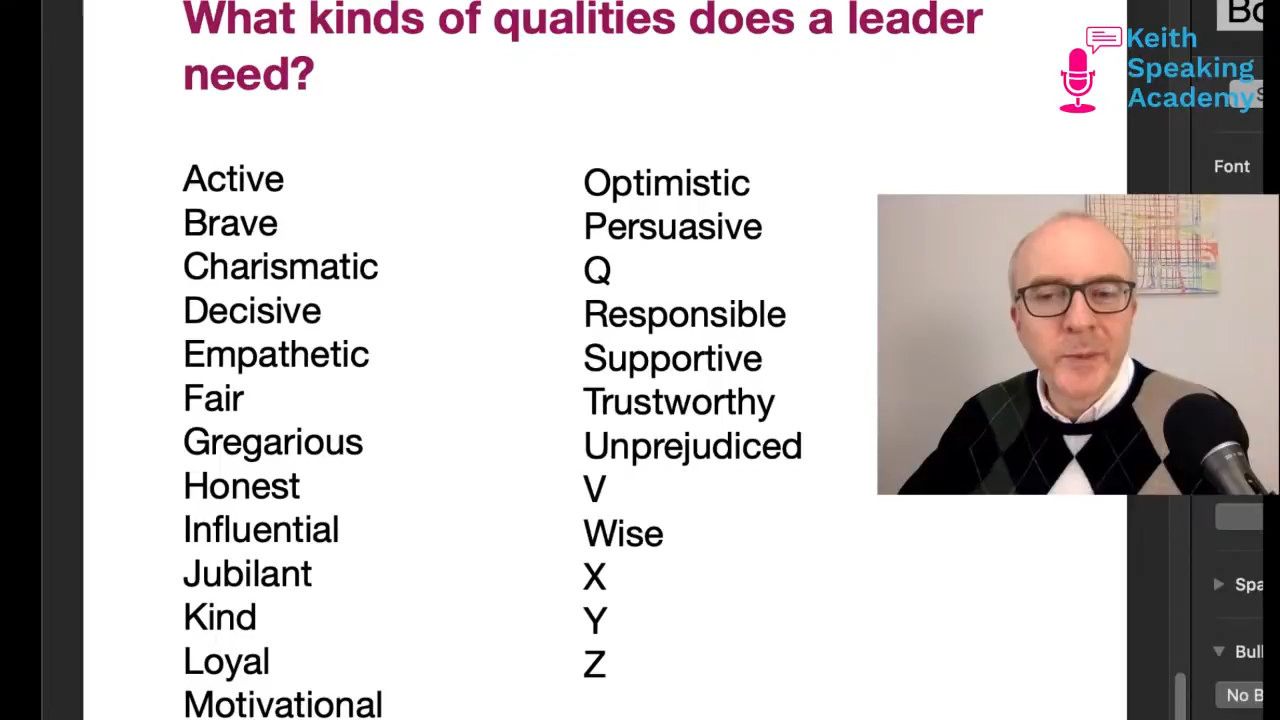 What kinds of qualities does a leader
need?
Active
Brave
Charismatic
Decisive
Empathetic
Fair
Gregarious
Honest
Influential
Jubilant
Kind
Loyal
Motivational
Optimistic
Persuasive
Q
Responsible
Supportive
Trustworthy
Unprejudiced
V
Wise
X
Y
Z
Keith
Speaking
Academy
Font